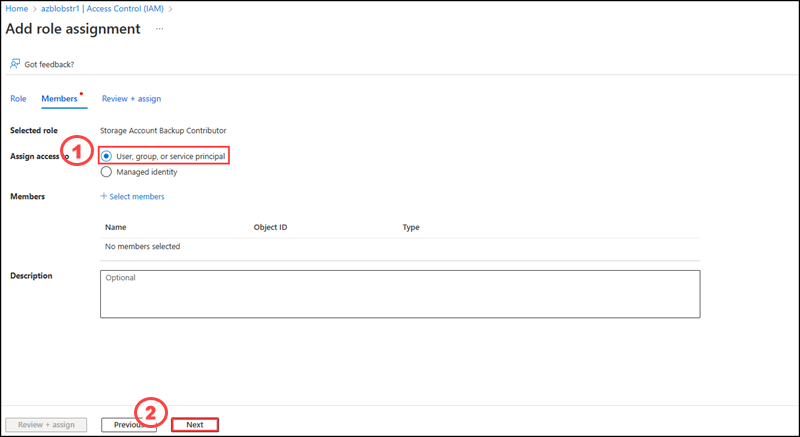 Home > azblobstr1 | Access Control (IAM) >
Add role assignment ...
Got feedback?
Role Members Review + assign
Selected role Storage Account Backup Contributor
1
Assign access to User, group, or service principal
Managed identity
Members + Select members
Name Object ID Type
No members selected
Description Optional
2
Review + assign Previous Next